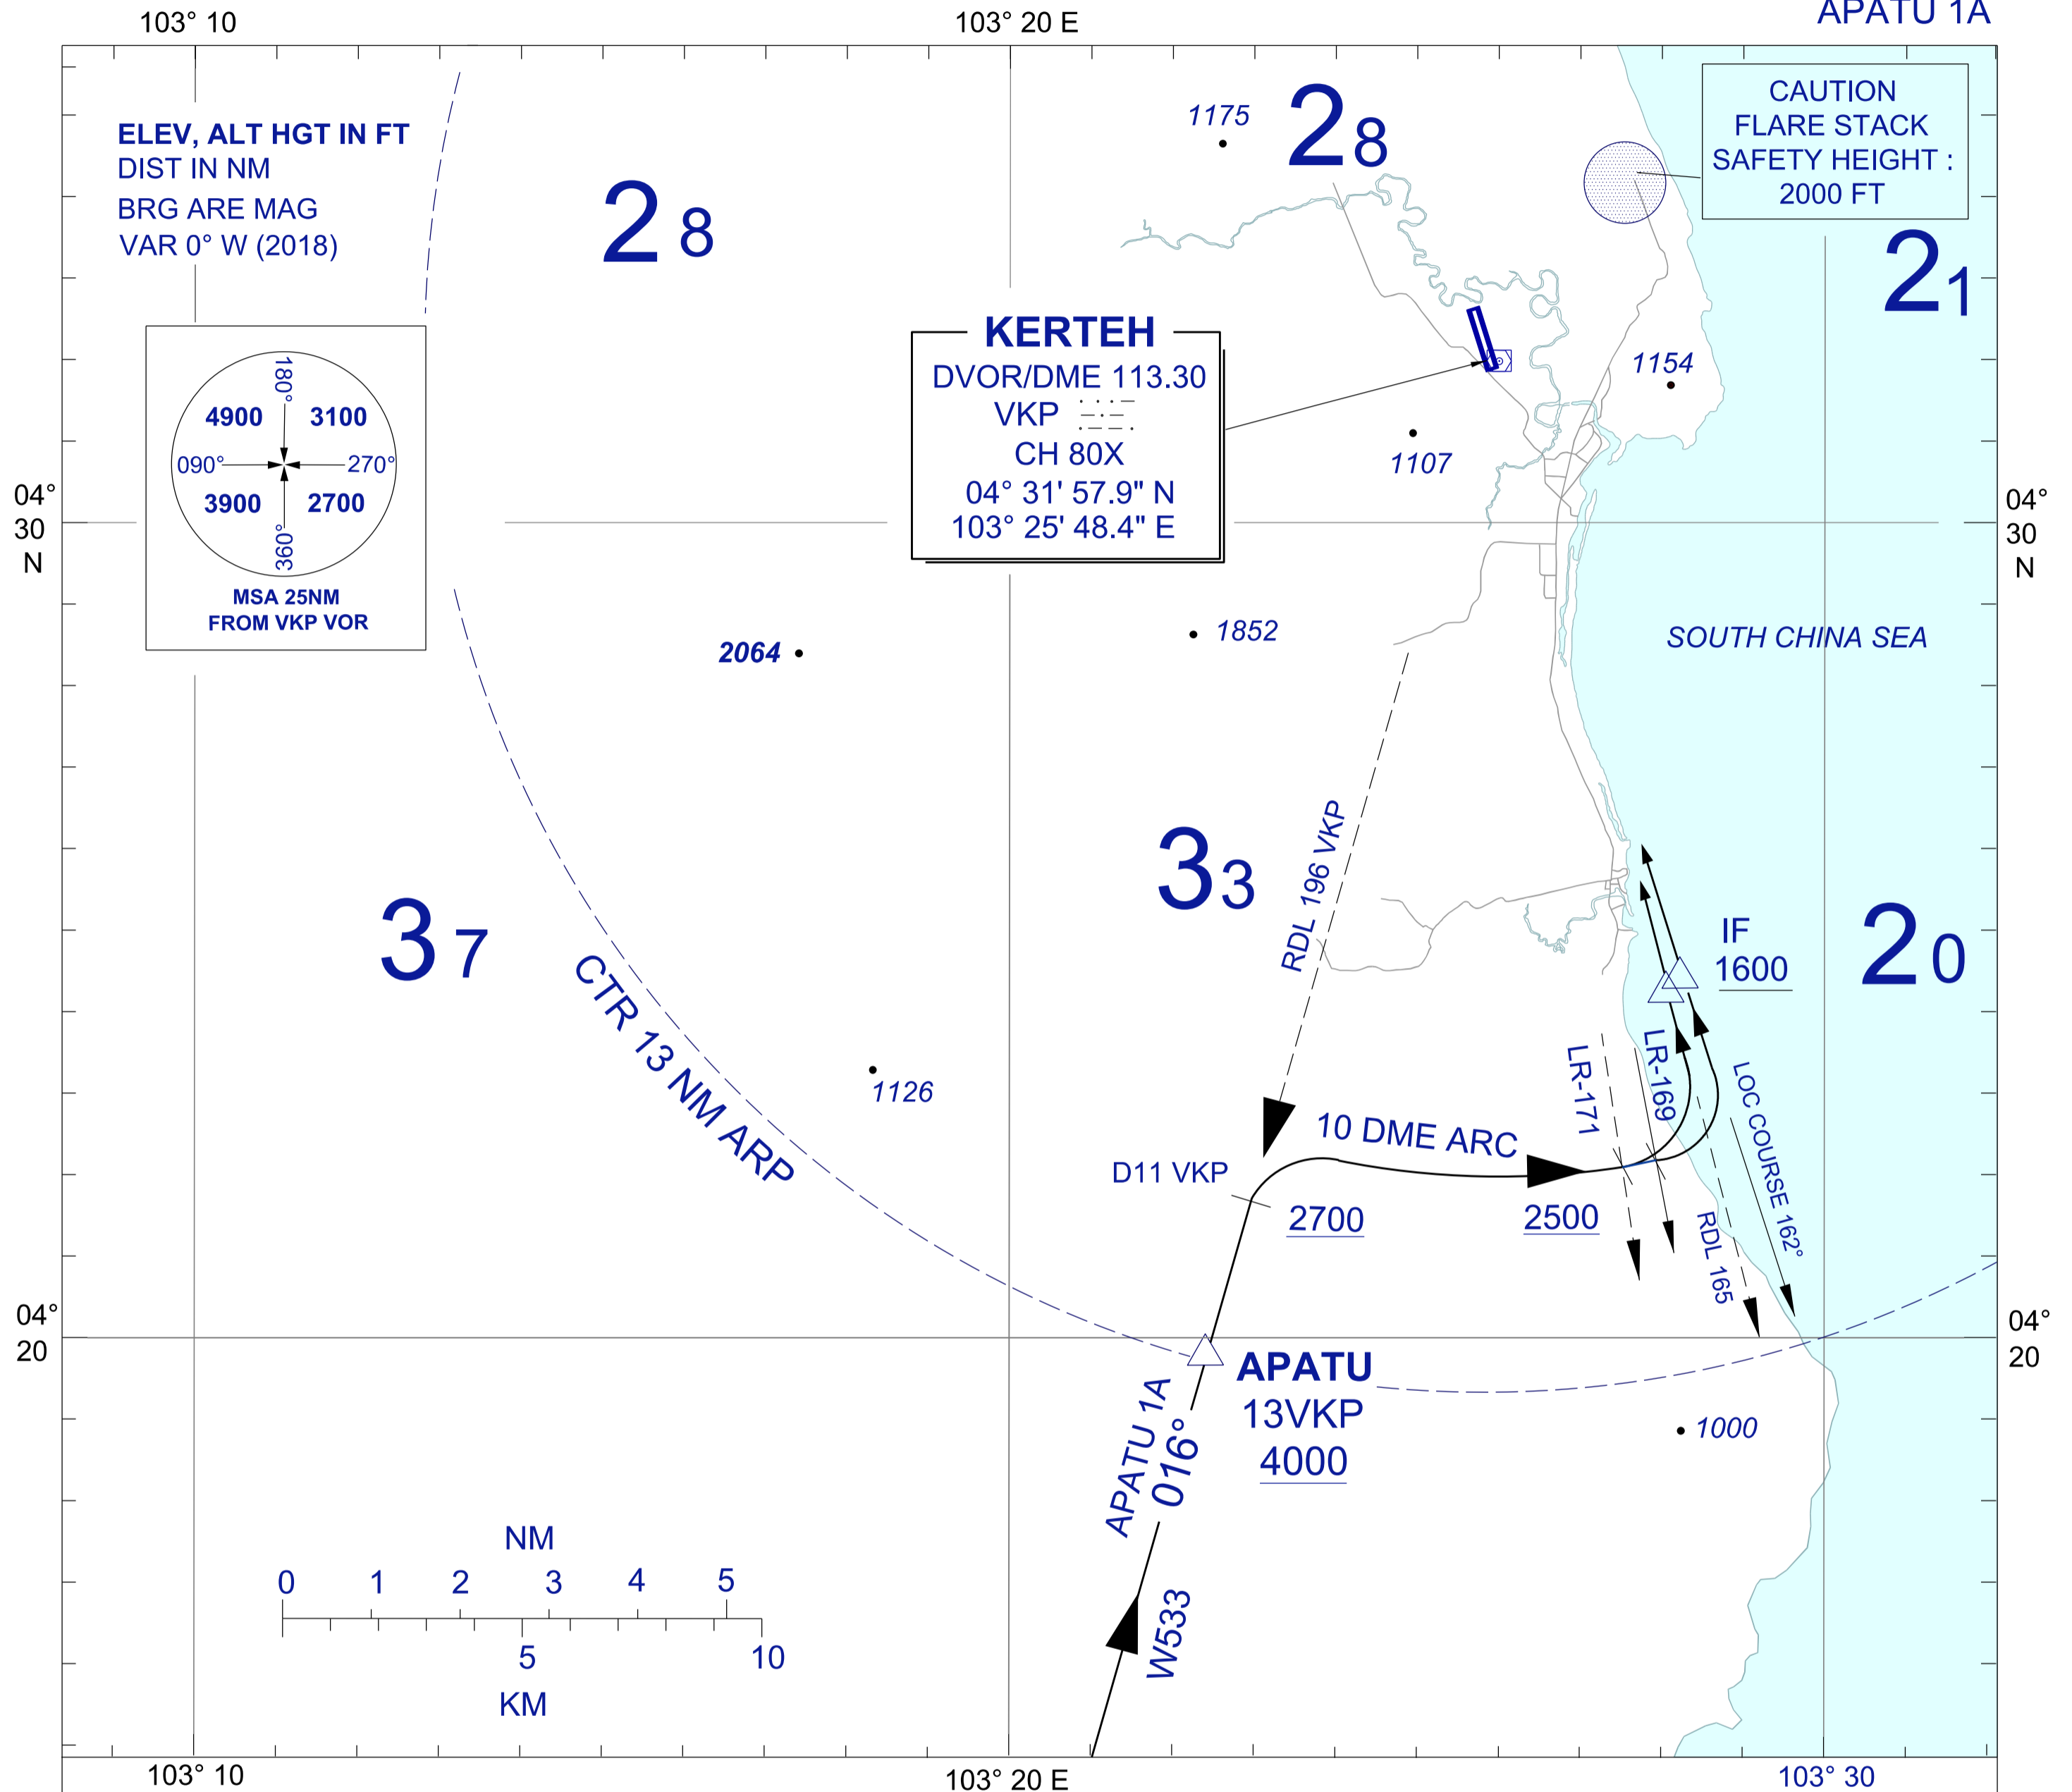 APATU 1A
103° 10
103° 20 E
ELEV, ALT HGT IN FT
DIST IN NM
BRG ARE MAG
VAR 0° W (2018)
28
1175
28
CAUTION
FLARE STACK
SAFETY HEIGHT :
2000 FT
21
180°
4900
3100
090°
270°
3900
2700
360°
MSA 25NM
FROM VKP VOR
KERTEH
DVOR/DME 113.30
VKP
CH 80X
04° 31' 57.9" N
103° 25' 48.4" E
1154
1107
04°
30
N
04°
30
N
2064
1852
SOUTH CHINA SEA
37
CTR 13 NM ARP
33
RDL 196 VKP
IF
1600
20
1126
LR-171
LR-169
LOC COURSE 162°
RDL 165
10 DME ARC
D11 VKP
2700
2500
04°
20
04°
20
APATU
13VKP
4000
APATU 1A
016°
W533
1000
NM
0 1 2 3 4 5
5 10
KM
103° 10
103° 20 E
103° 30